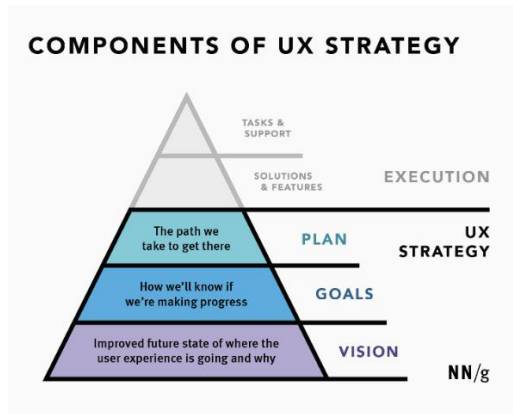 COMPONENTS OF UX STRATEGY
TASKS &
SUPPORT
SOLUTIONS
& FEATURES
EXECUTION
The path we
take to get there
PLAN
UX
STRATEGY
How we'll know if
we're making progress
GOALS
Improved future state of where the
user experience is going and why
VISION
NN/g